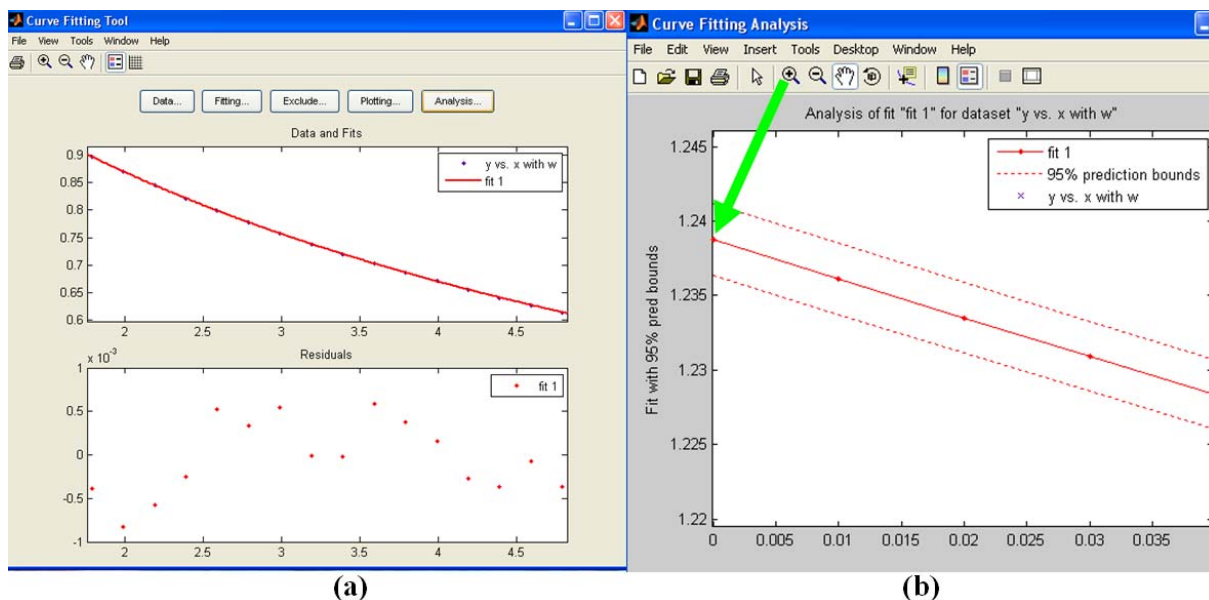 Curve Fitting Tool
File View Tools Window Help
Data... Fitting... Exclude... Plotting... Analysis...
Data and Fits
y vs. x with w
fit 1
0.9
0.85
0.8
0.75
0.7
0.65
0.6
2 2.5 3 3.5 4 4.5
Residuals
x 10⁻³
fit 1
1
0.5
0
-0.5
-1
2 2.5 3 3.5 4 4.5
(a)
Curve Fitting Analysis
File Edit View Insert Tools Desktop Window Help
Analysis of fit "fit 1" for dataset "y vs. x with w"
fit 1
95% prediction bounds
y vs. x with w
Fit with 95% pred bounds
1.245
1.24
1.235
1.23
1.225
1.22
0 0.005 0.01 0.015 0.02 0.025 0.03 0.035
(b)